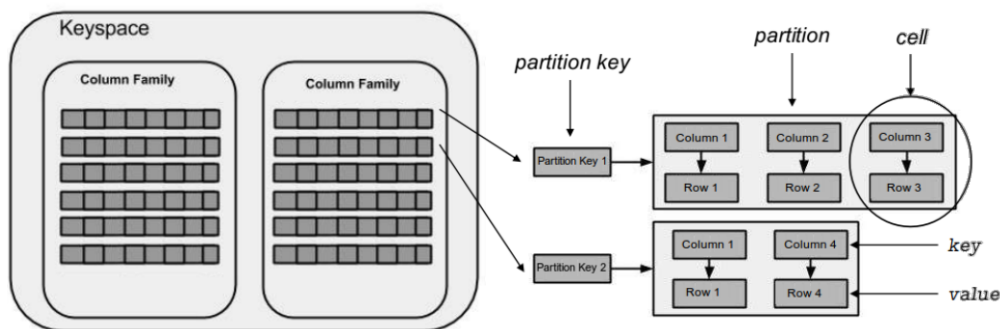 Keyspace
Column Family
Column Family
partition key
partition
cell
Partition Key 1
Column 1
Column 2
Column 3
Row 1
Row 2
Row 3
Partition Key 2
Column 1
Column 4
key
Row 1
Row 4
value